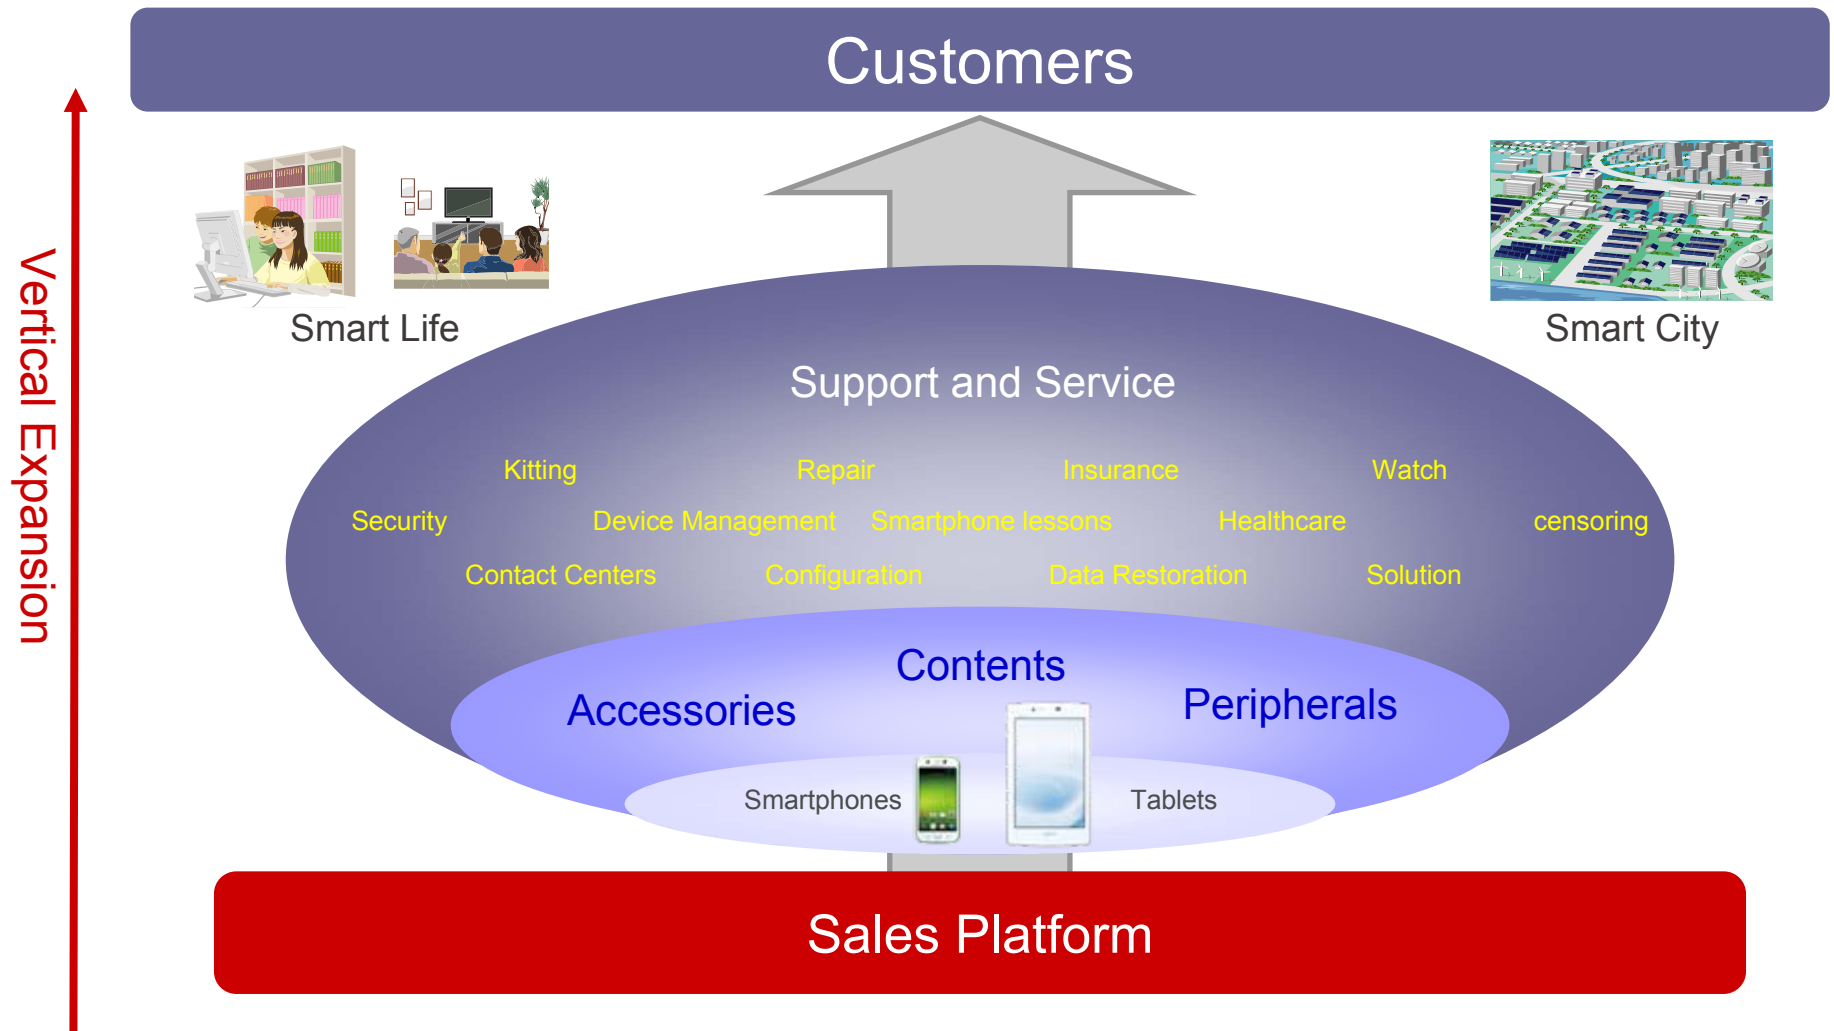 Customers
Vertical Expansion
Smart Life
Smart City
Support and Service
Kitting Repair Insurance Watch
Security Device Management Smartphone lessons Healthcare censoring
Contact Centers Configuration Data Restoration Solution
Contents
Accessories
Peripherals
Smartphones
Tablets
Sales Platform